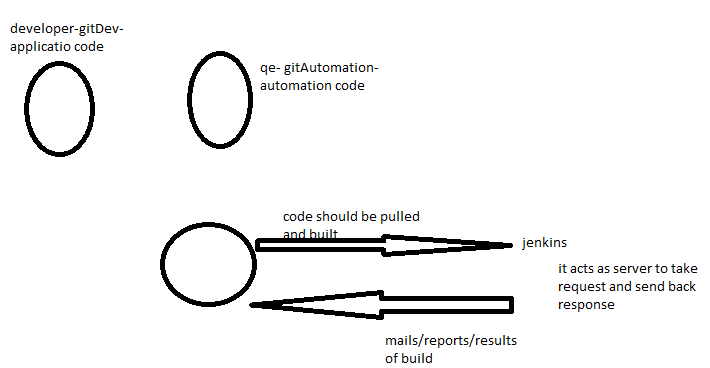 developer-gitDev-
applicatio code
qe- gitAutomation-
automation code
code should be pulled
and built
jenkins
it acts as server to take
request and send back
response
mails/reports/results
of build